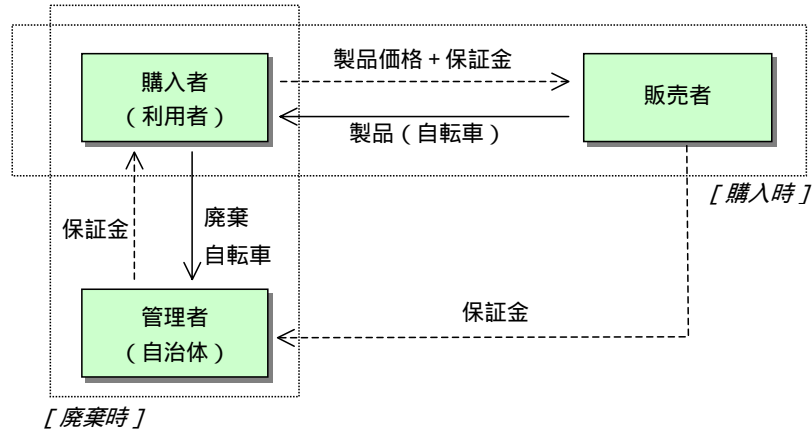 購入者
(利用者)
製品価格+保証金
製品(自転車)
販売者
[購入時]
保証金
廃棄
自転車
管理者
(自治体)
保証金
[廃棄時]